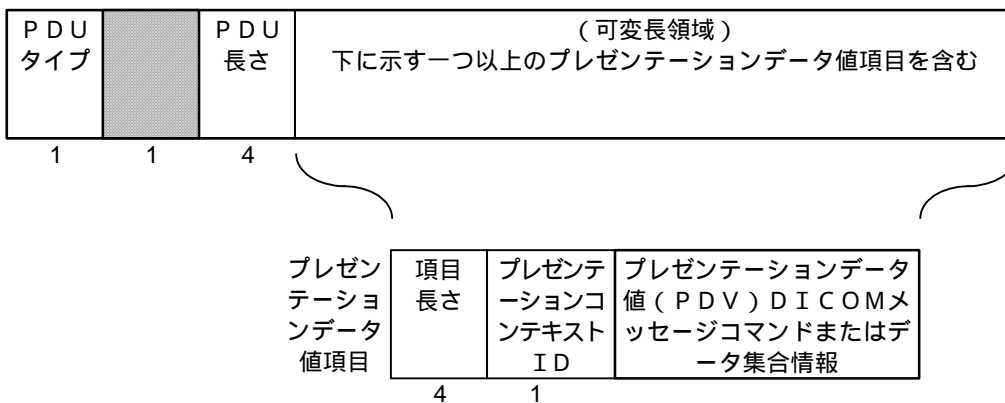 ＰＤＵ
タイプ
ＰＤＵ
長さ
（可変長領域）
下に示す一つ以上のプレゼンテーションデータ値項目を含む
1
1
4
プレゼン
テーショ
ンデータ
値項目
項目
長さ
プレゼンテ
ーションコ
ンテキスト
ＩＤ
プレゼンテーションデータ
値（ＰＤＶ）ＤＩＣＯＭメ
ッセージコマンドまたはデ
ータ集合情報
4
1